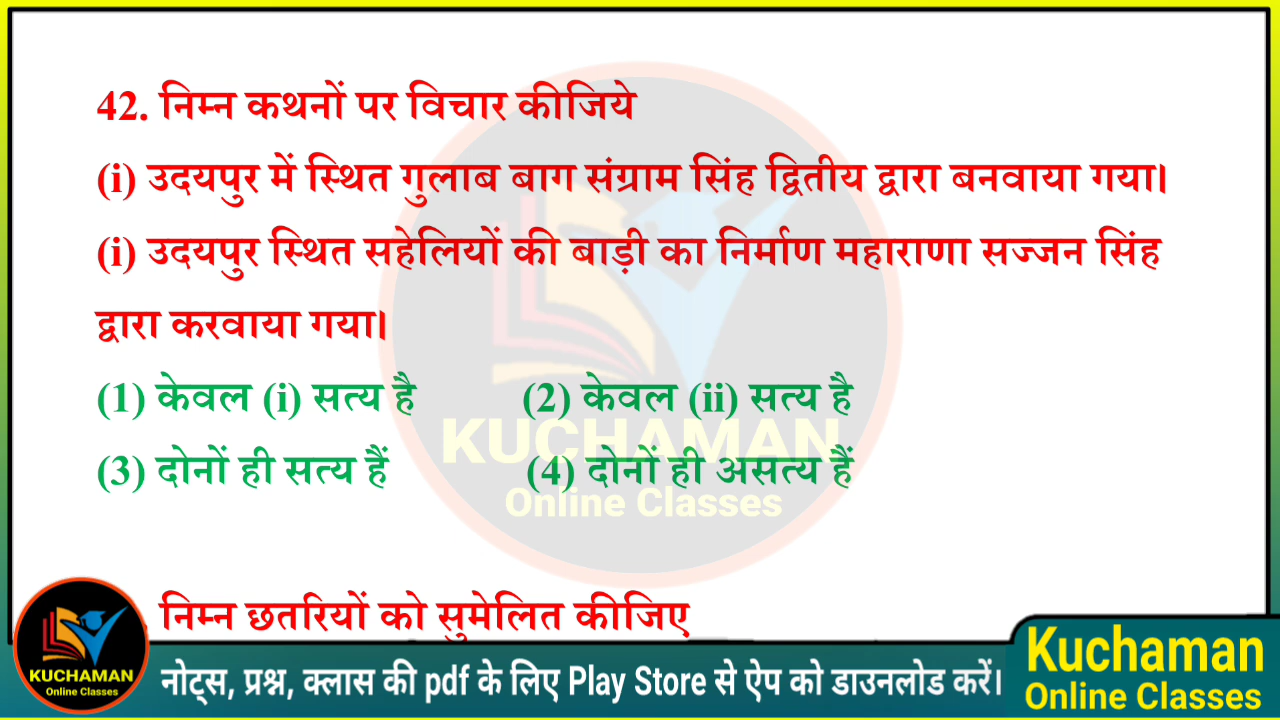 42. निम्न कथनों पर विचार कीजिये
(i) उदयपुर में स्थित गुलाब बाग संग्राम सिंह द्वितीय द्वारा बनवाया गया।
(i) उदयपुर स्थित सहेलियों की बाड़ी का निर्माण महाराणा सज्जन सिंह
द्वारा करवाया गया।
(1) केवल (i) सत्य है (2) केवल (ii) सत्य है
(3) दोनों ही सत्य हैं (4) दोनों ही असत्य हैं
KUCHAMAN
Online Classes
निम्न छतरियों को सुमेलित कीजिए
KUCHAMAN
Online Classes
नोट्स, प्रश्न, क्लास की pdf के लिए Play Store से ऐप को डाउनलोड करें।
Kuchaman
Online Classes